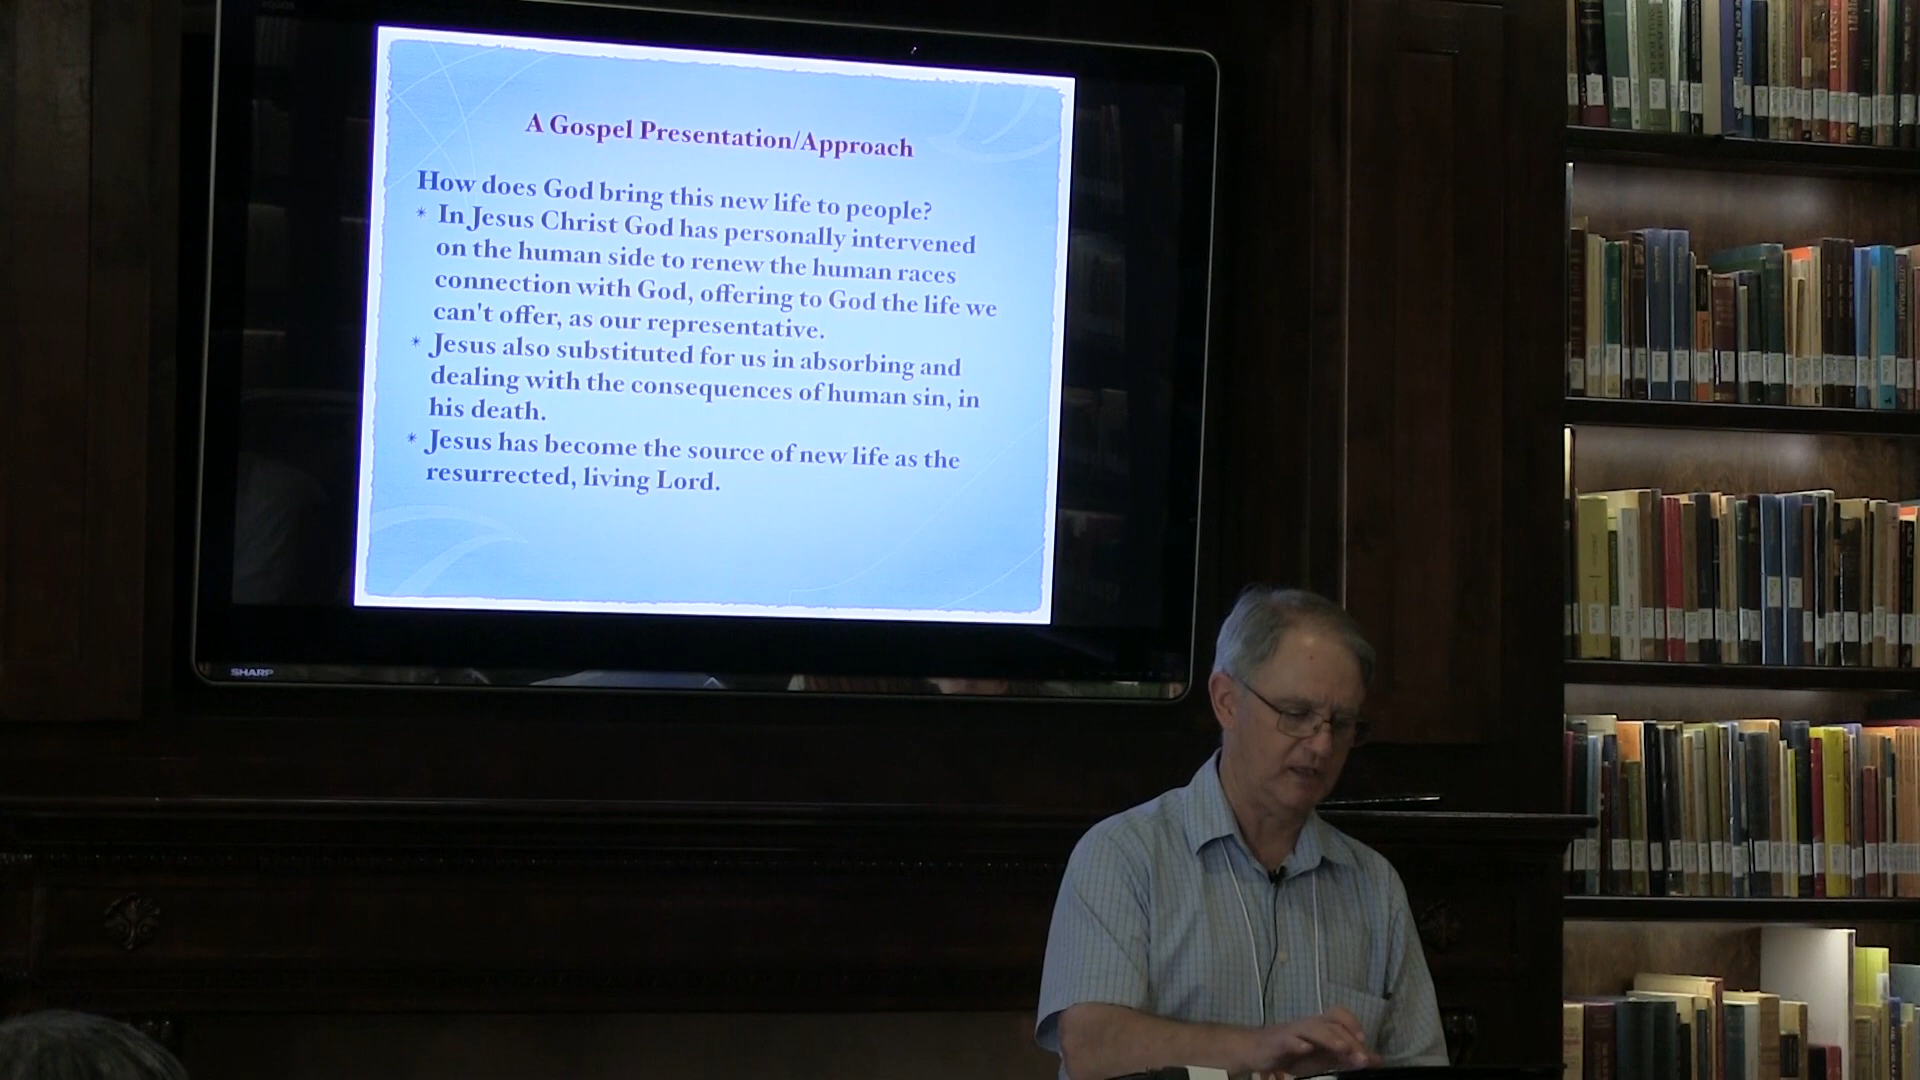 A Gospel Presentation/Approach
How does God bring this new life to people?
* In Jesus Christ God has personally intervened
on the human side to renew the human races
connection with God, offering to God the life we
can't offer, as our representative.
* Jesus also substituted for us in absorbing and
dealing with the consequences of human sin, in
his death.
* Jesus has become the source of new life as the
resurrected, living Lord.
SHARP